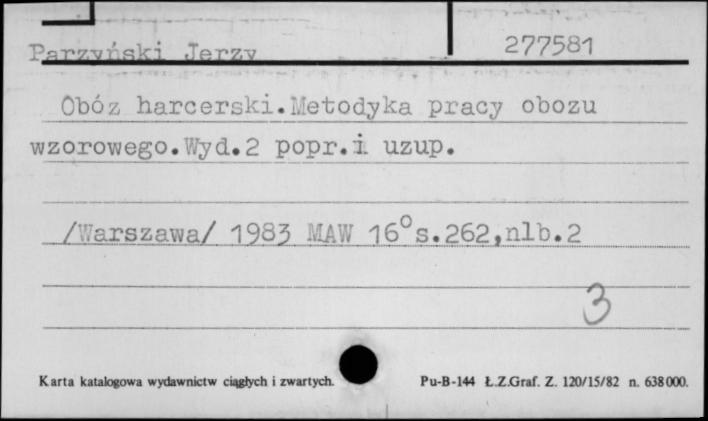 Parzyński Jerzy 277581
Obóz harcerski.Metodyka pracy obozu
wzorowego.Wyd.2 popr.i uzup.
/Warszawa/ 1983 MAW 16°s.262,nlb.2
3
Karta katalogowa wydawnictw ciągłych i zwartych. Pu-B-144 Ł.Z.Graf. Z. 120/15/82 n. 638000.